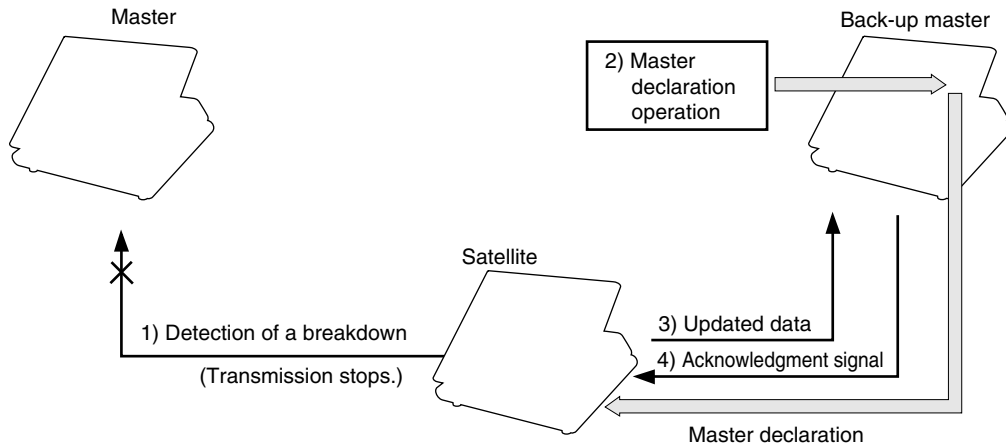 Master
Back-up master
2) Master
declaration
operation
Satellite
1) Detection of a breakdown
(Transmission stops.)
3) Updated data
4) Acknowledgment signal
Master declaration